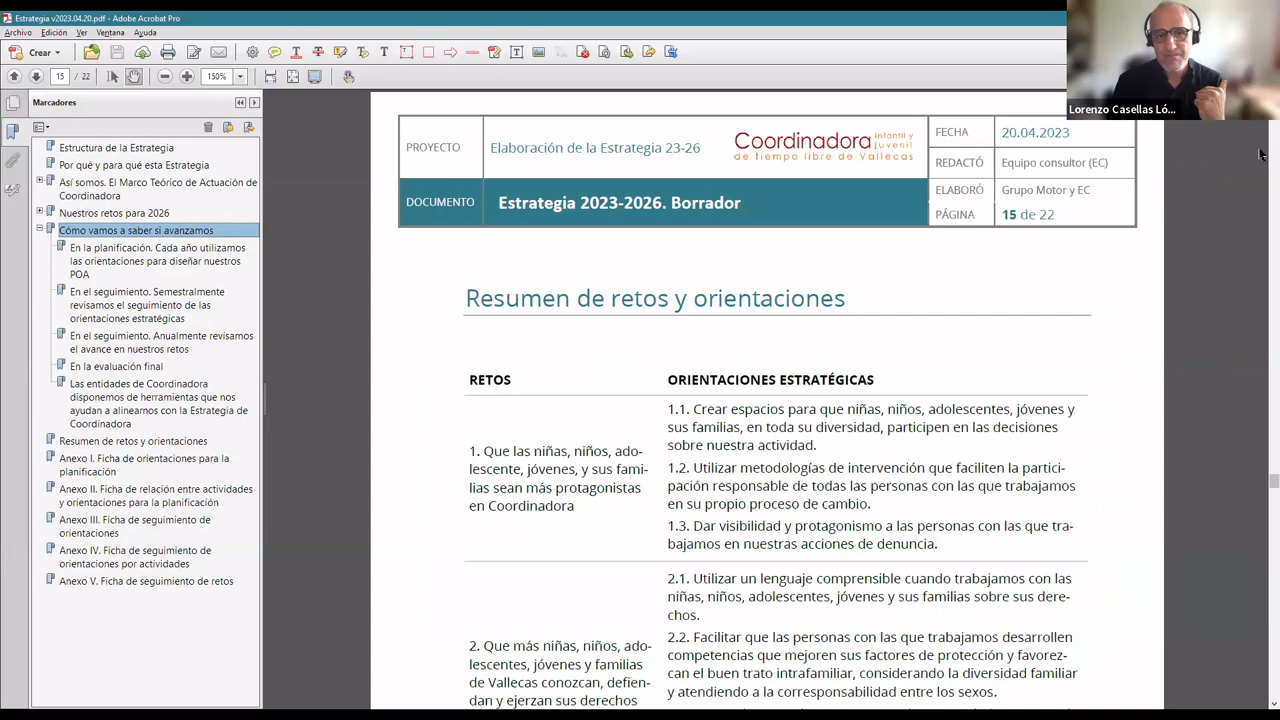 Estrategia v2023.04.20.pdf - Adobe Acrobat Pro
Archivo Edición Ver Ventana Ayuda
Crear
15 / 22 150%
Marcadores
Estructura de la Estrategia
Por qué y para qué esta Estrategia
Así somos. El Marco Teórico de Actuación de
Coordinadora
Nuestros retos para 2026
Cómo vamos a saber si avanzamos
En la planificación. Cada año utilizamos
las orientaciones para diseñar nuestros
POA
En el seguimiento. Semestralmente
revisamos el seguimiento de las
orientaciones estratégicas
En el seguimiento. Anualmente revisamos
el avance en nuestros retos
En la evaluación final
Las entidades de Coordinadora
disponemos de herramientas que nos
ayudan a alinearnos con la Estrategia de
Coordinadora
Resumen de retos y orientaciones
Anexo I. Ficha de orientaciones para la
planificación
Anexo II. Ficha de relación entre actividades
y orientaciones para la planificación
Anexo III. Ficha de seguimiento de
orientaciones
Anexo IV. Ficha de seguimiento de
orientaciones por actividades
Anexo V. Ficha de seguimiento de retos
PROYECTO
Elaboración de la Estrategia 23-26
Coordinadora infantil y
juvenil
de tiempo libre de Vallecas
DOCUMENTO
Estrategia 2023-2026. Borrador
FECHA 20.04.2023
REDACTÓ Equipo consultor (EC)
ELABORÓ Grupo Motor y EC
PÁGINA 15 de 22
Lorenzo Casellas Ló...
Resumen de retos y orientaciones
RETOS
ORIENTACIONES ESTRATÉGICAS
1. Que las niñas, niños, ado-
lescente, jóvenes, y sus fami-
lias sean más protagonistas
en Coordinadora
1.1. Crear espacios para que niñas, niños, adolescentes, jóvenes y
sus familias, en toda su diversidad, participen en las decisiones
sobre nuestra actividad.
1.2. Utilizar metodologías de intervención que faciliten la partici-
pación responsable de todas las personas con las que trabajamos
en su propio proceso de cambio.
1.3. Dar visibilidad y protagonismo a las personas con las que tra-
bajamos en nuestras acciones de denuncia.
2. Que más niñas, niños, ado-
lescentes, jóvenes y familias
de Vallecas conozcan, defien-
dan y ejerzan sus derechos
2.1. Utilizar un lenguaje comprensible cuando trabajamos con las
niñas, niños, adolescentes, jóvenes y sus familias sobre sus dere-
chos.
2.2. Facilitar que las personas con las que trabajamos desarrollen
competencias que mejoren sus factores de protección y favorez-
can el buen trato intrafamiliar, considerando la diversidad familiar
y atendiendo a la corresponsabilidad entre los sexos.